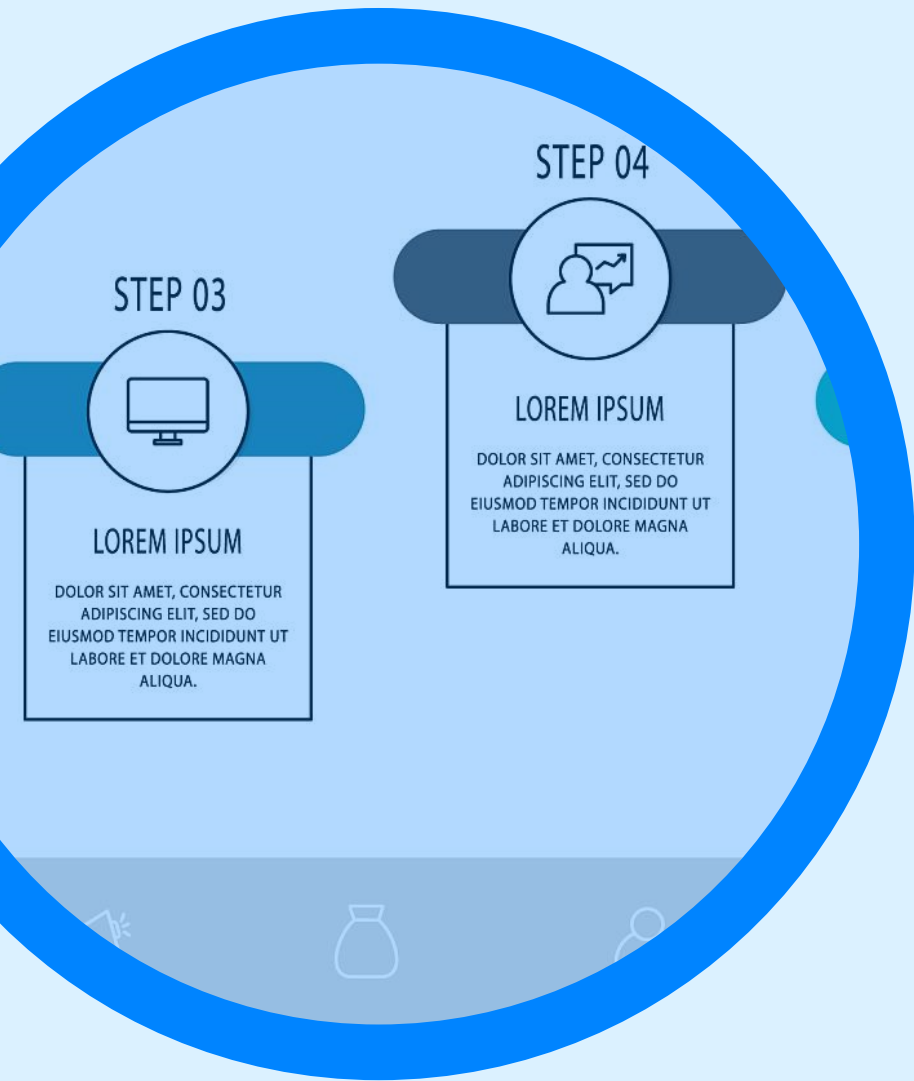 STEP 03
LOREM IPSUM
DOLOR SIT AMET, CONSECTETUR
ADIPISCING ELIT, SED DO
EIUSMOD TEMPOR INCIDIDUNT UT
LABORE ET DOLORE MAGNA
ALIQUA.
STEP 04
LOREM IPSUM
DOLOR SIT AMET, CONSECTETUR
ADIPISCING ELIT, SED DO
EIUSMOD TEMPOR INCIDIDUNT UT
LABORE ET DOLORE MAGNA
ALIQUA.